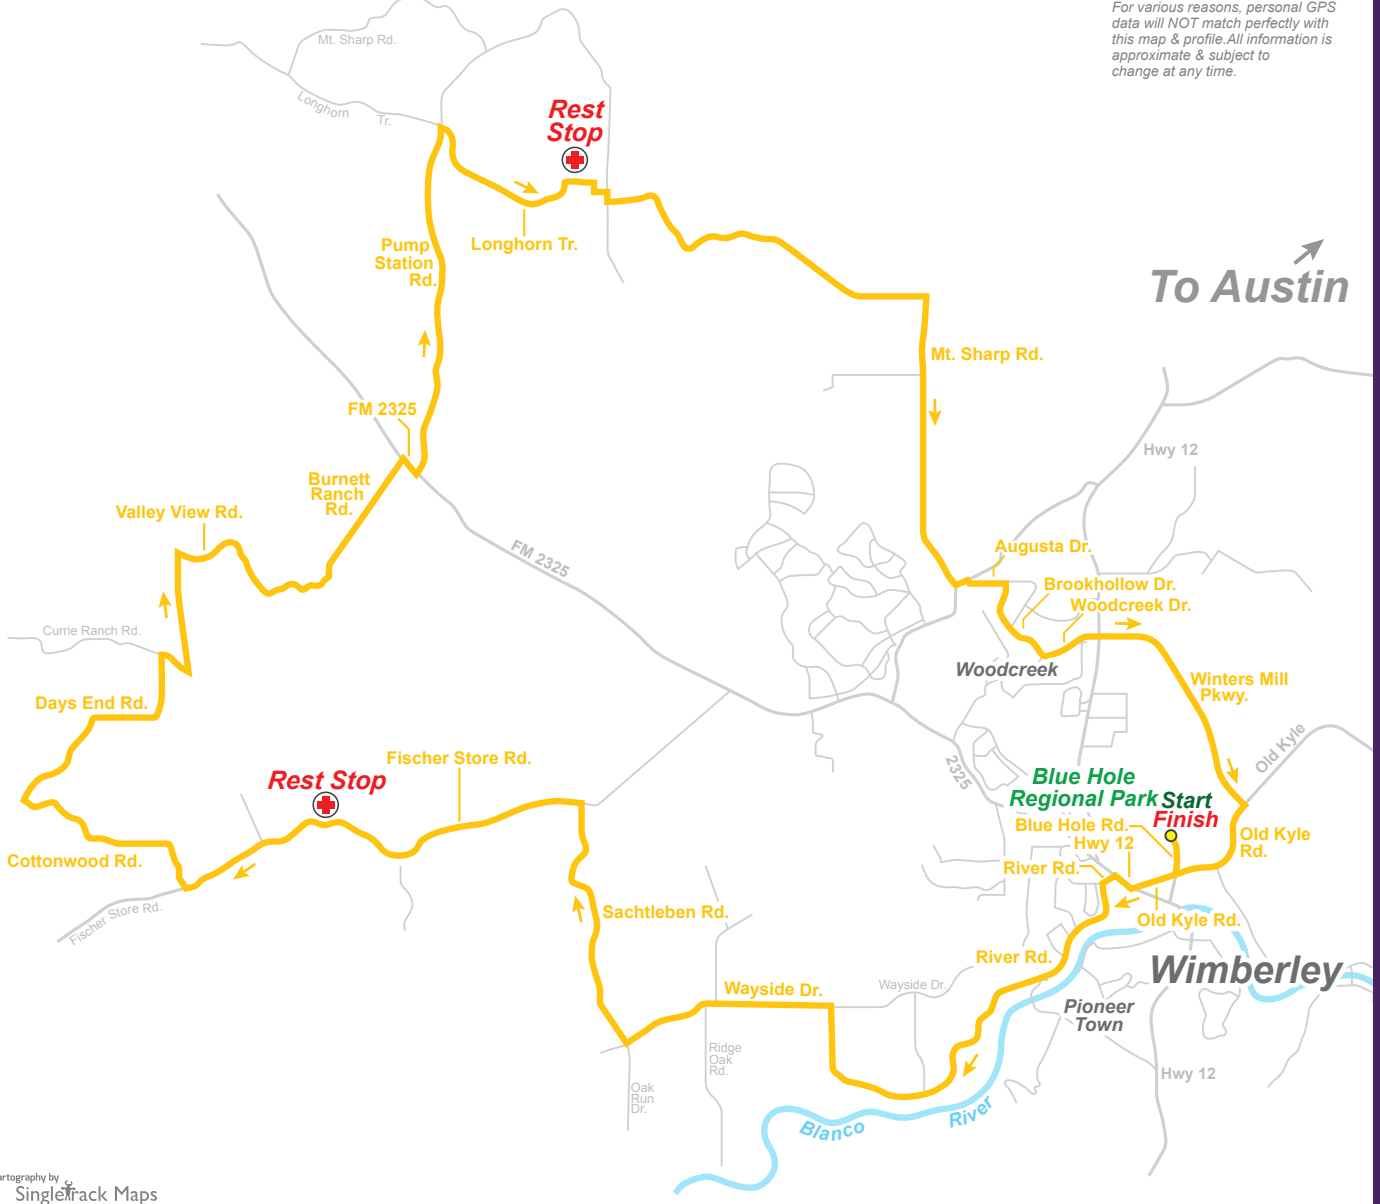 For various reasons, personal GPS
data will NOT match perfectly with
this map & profile.All information is
approximate & subject to
change at any time.
Mt. Sharp Rd.
Longhorn
Tr.
Rest
Stop
Pump
Station
Rd.
Longhorn Tr.
To Austin
Mt. Sharp Rd.
FM 2325
Hwy 12
Burnett
Ranch
Rd.
Valley View Rd.
FM 2325
Augusta Dr.
Brookhollow Dr.
Woodcreek Dr.
Currie Ranch Rd.
Woodcreek
Winters Mill
Pkwy.
Days End Rd.
Old Kyle
Fischer Store Rd.
Rest Stop
2325
Blue Hole
Regional Park
Start
Finish
Blue Hole Rd.
Hwy 12
Old Kyle
Rd.
Cottonwood Rd.
River Rd.
Fischer Store Rd.
Sachtleben Rd.
Old Kyle Rd.
River Rd.
Wimberley
Wayside Dr.
Wayside Dr.
Pioneer
Town
Ridge
Oak
Rd.
Hwy 12
Oak
Run
Dr.
Blanco
River
artography by
Singletrack Maps